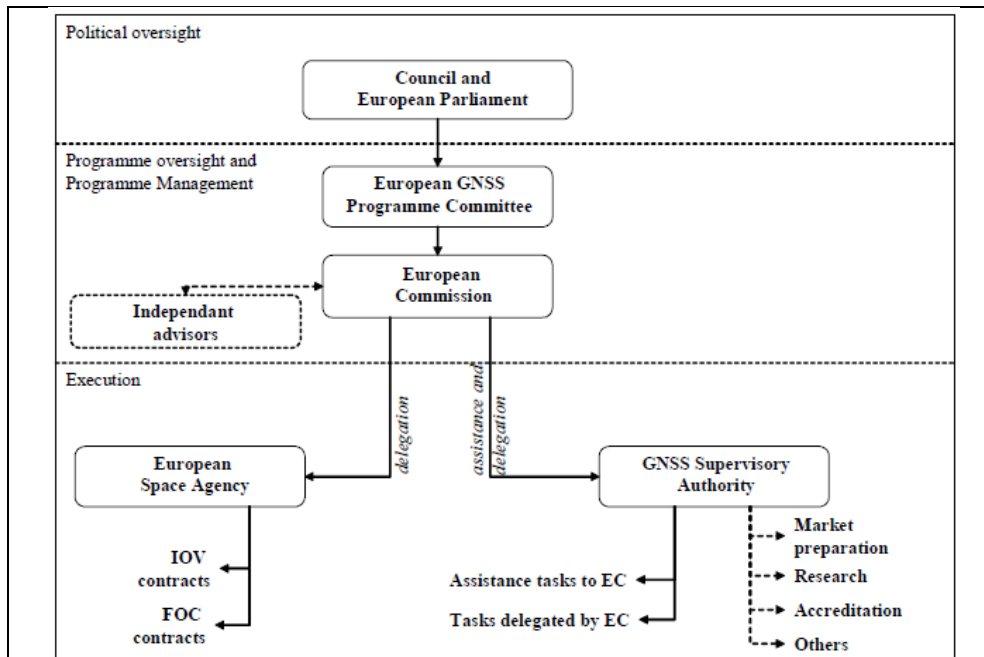 Political oversight
Council and
European Parliament
Programme oversight and
Programme Management
European GNSS
Programme Committee
European
Commission
Independant
advisors
Execution
delegation
assistance and
delegation
European
Space Agency
GNSS Supervisory
Authority
IOV
contracts
FOC
contracts
Assistance tasks to EC
Tasks delegated by EC
Market
preparation
Research
Accreditation
Others